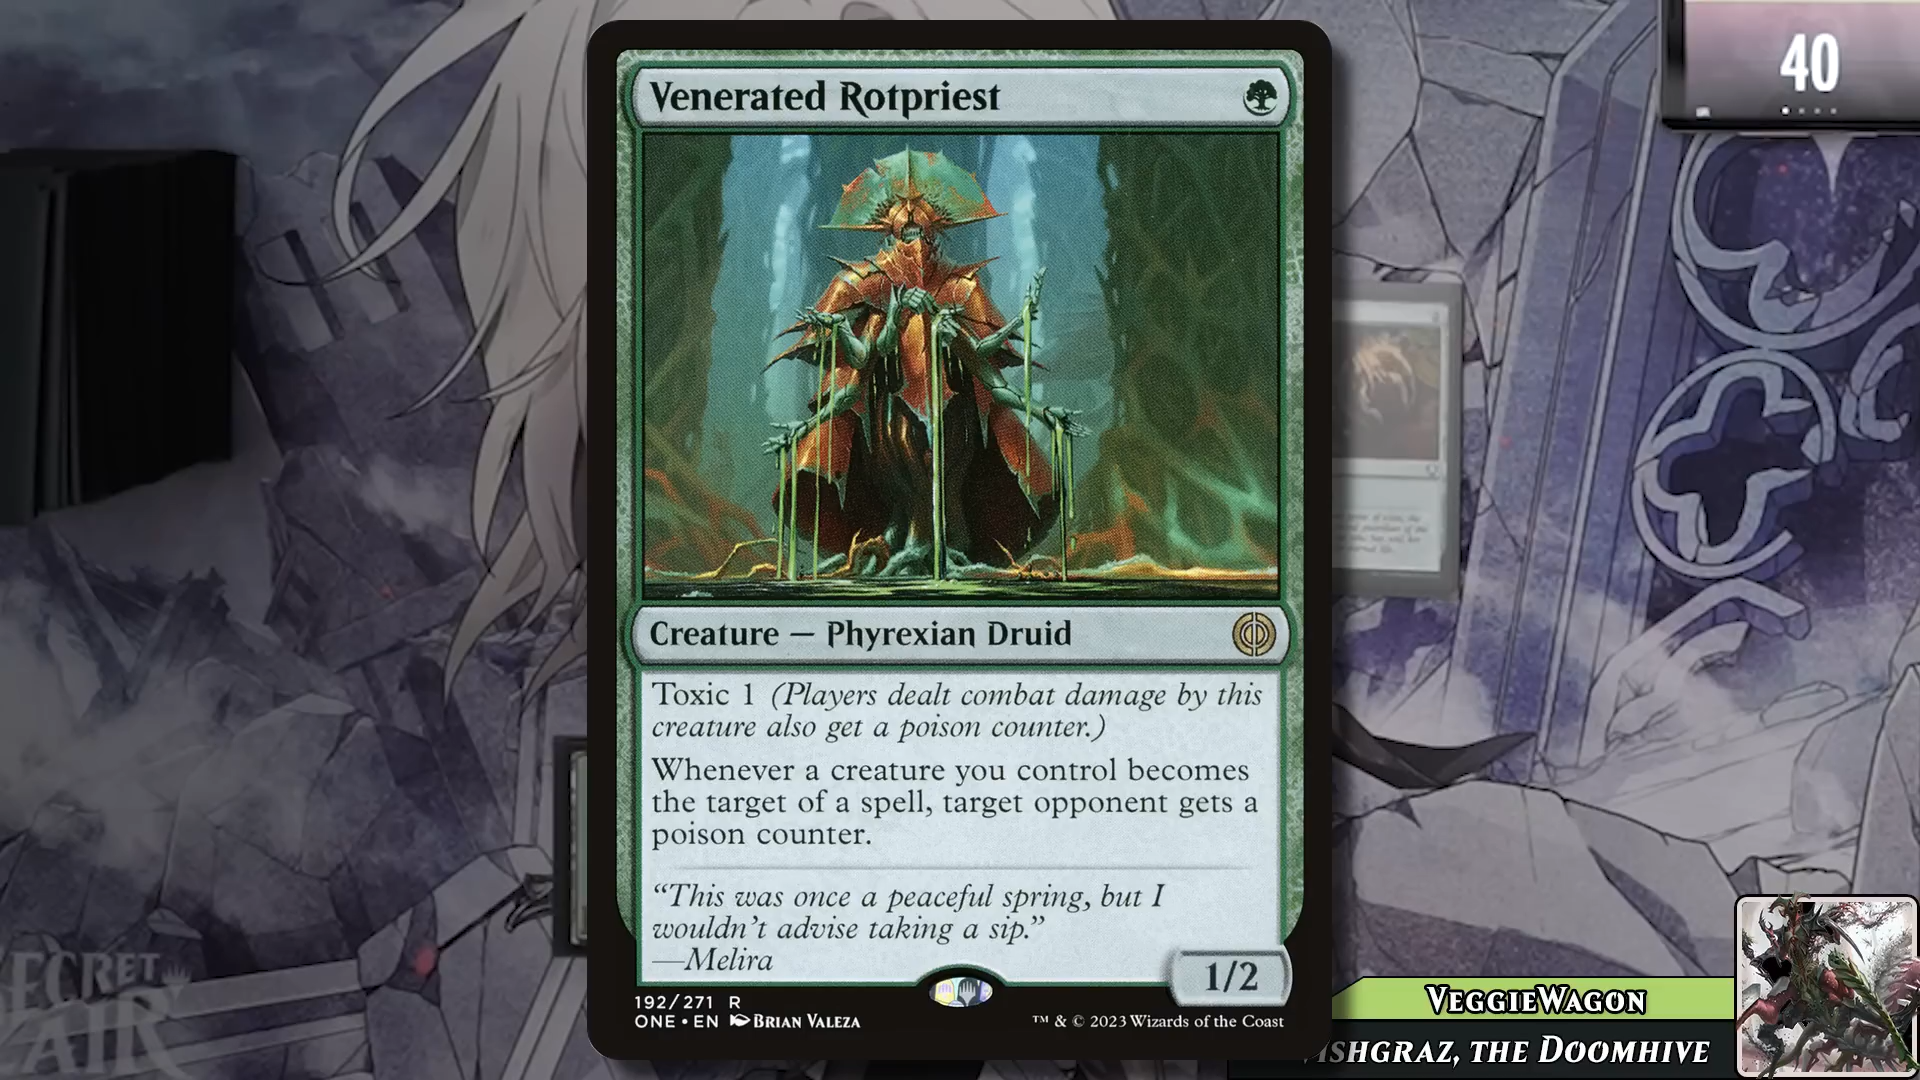 40
Venerated Rotpriest
Creature — Phyrexian Druid
Toxic 1 (Players dealt combat damage by this
creature also get a poison counter.)
Whenever a creature you control becomes
the target of a spell, target opponent gets a
poison counter.
“This was once a peaceful spring, but I
wouldn’t advise taking a sip.”
—Melira
1/2
192/271 R
ONE • EN Brian Valeza
™ & © 2023 Wizards of the Coast
VeggieWagon
ishgraz, the Doomhive